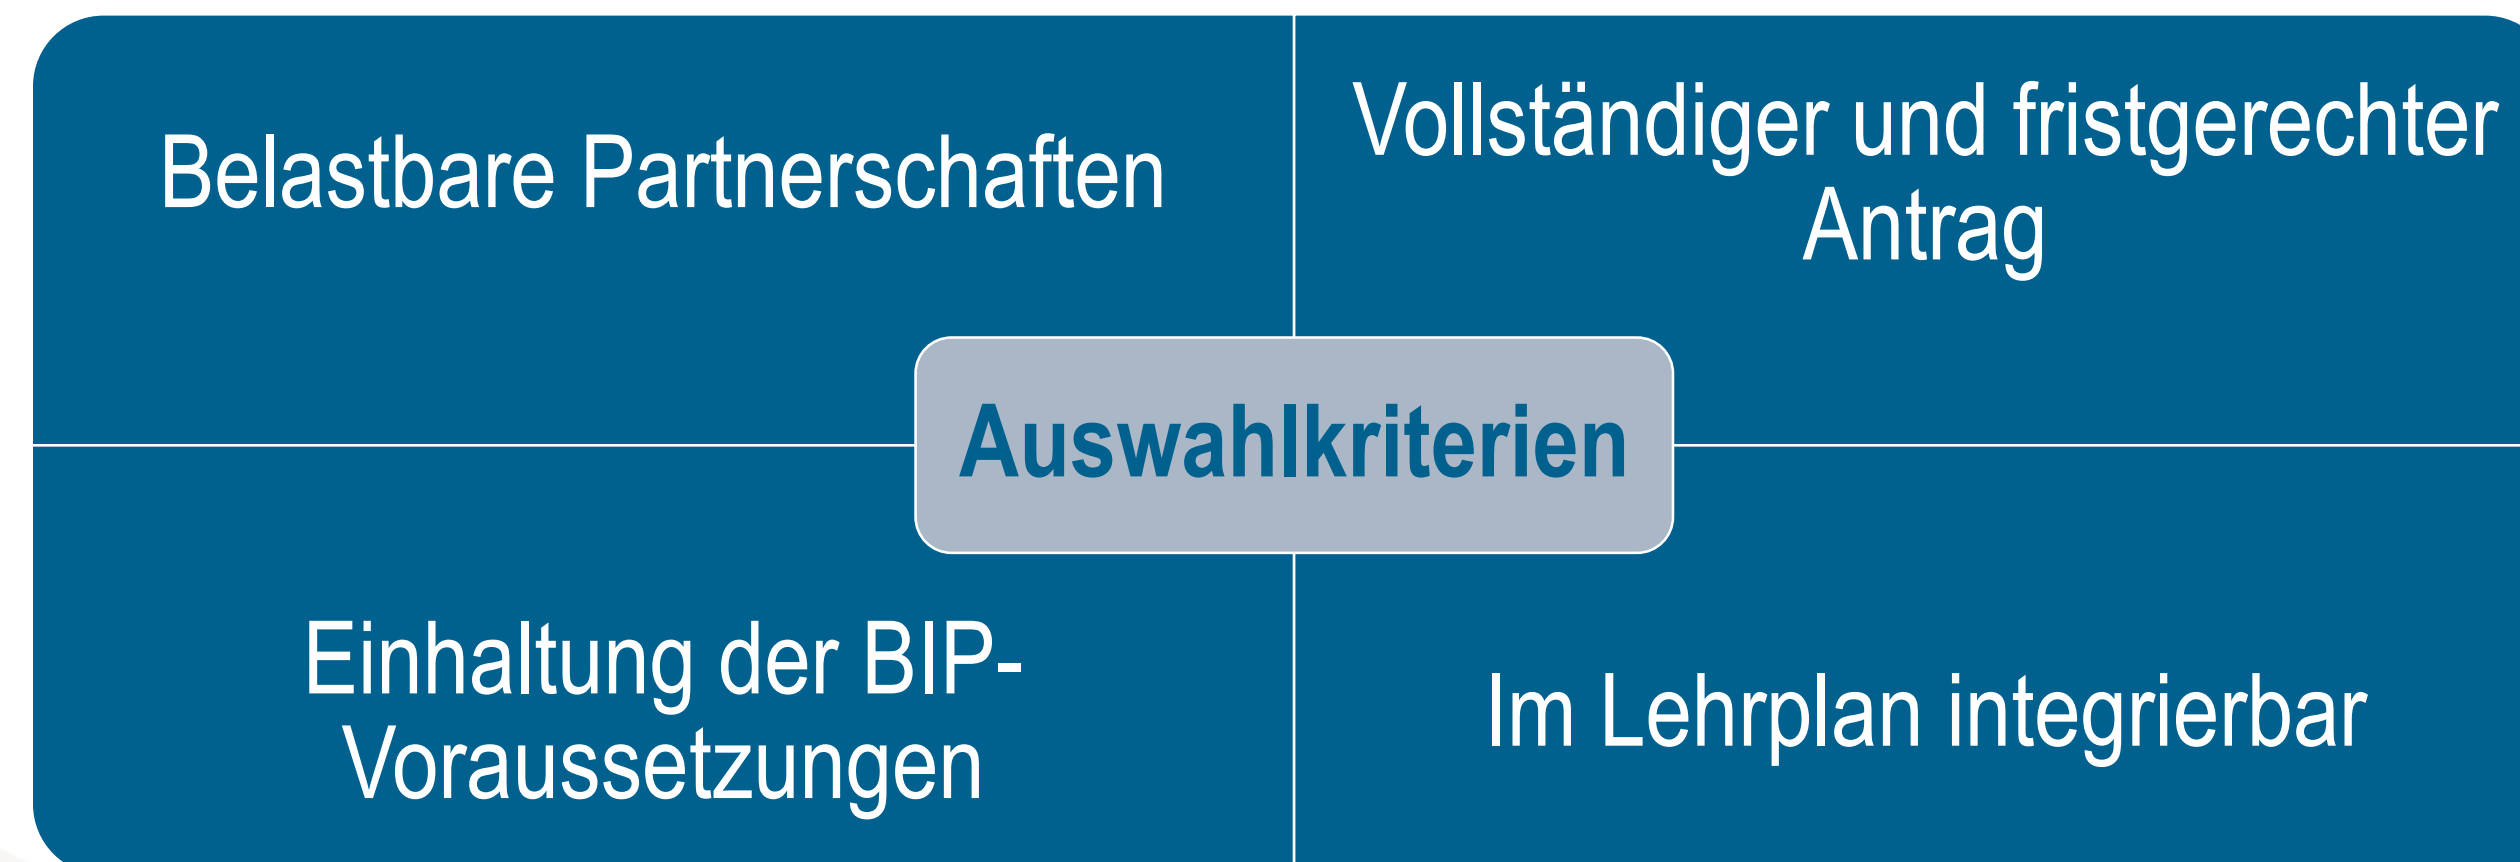 Belastbare Partnerschaften
Vollständiger und fristgerechter
Antrag
Auswahlkriterien
Einhaltung der BIP-
Voraussetzungen
Im Lehrplan integrierbar